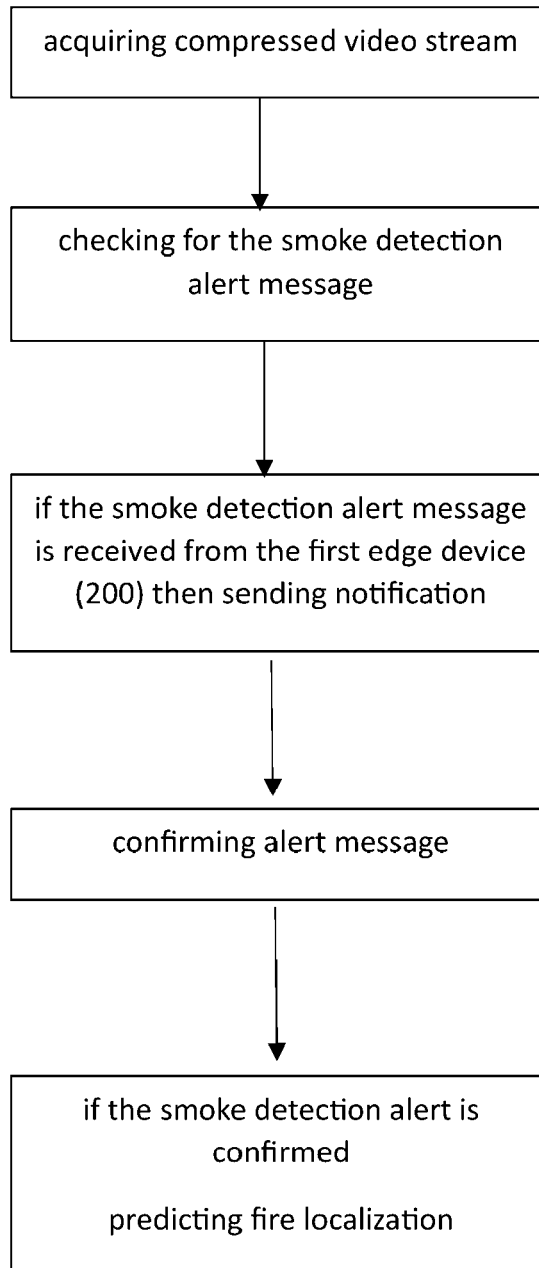 acquiring compressed video stream
checking for the smoke detection
alert message
if the smoke detection alert message
is received from the first edge device
(200) then sending notification
confirming alert message
if the smoke detection alert is
confirmed
predicting fire localization